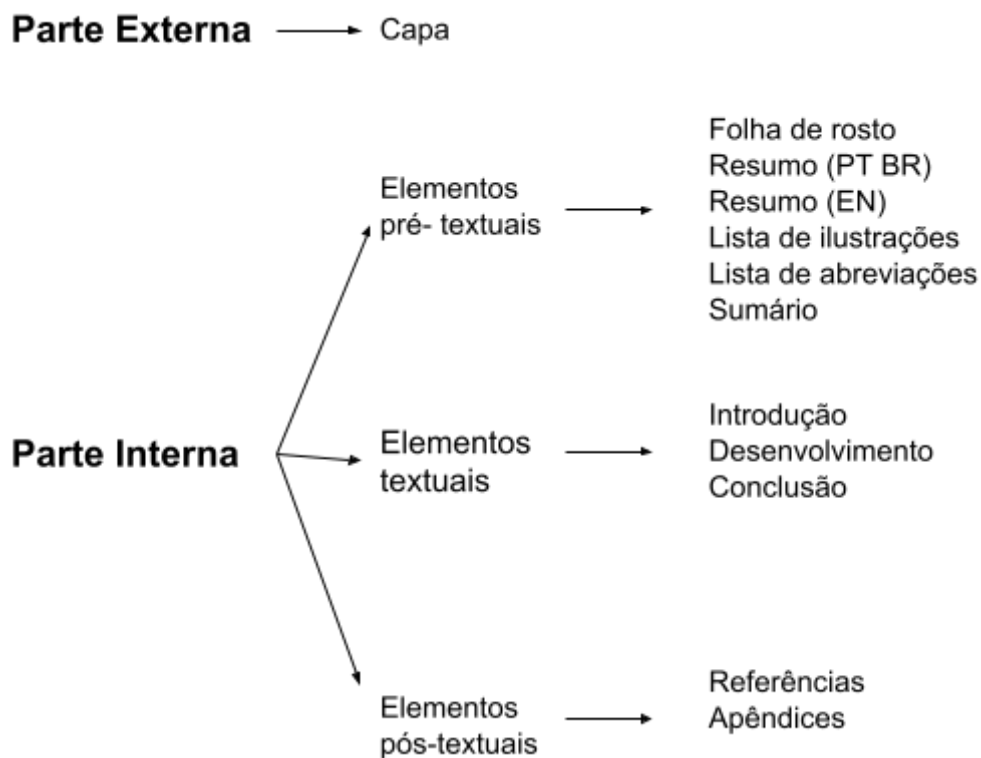 Parte Externa
Capa
Elementos
pré- textuais
Folha de rosto
Resumo (PT BR)
Resumo (EN)
Lista de ilustrações
Lista de abreviações
Sumário
Parte Interna
Elementos
textuais
Introdução
Desenvolvimento
Conclusão
Elementos
pós-textuais
Referências
Apêndices